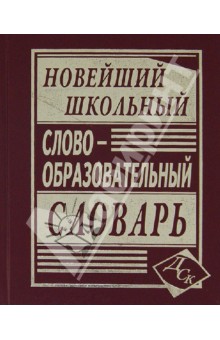 НОВЕЙШИЙ
ШКОЛЬНЫЙ
СЛОВО –
ОБРАЗОВАТЕЛЬНЫЙ
СЛОВАРЬ
ДСК